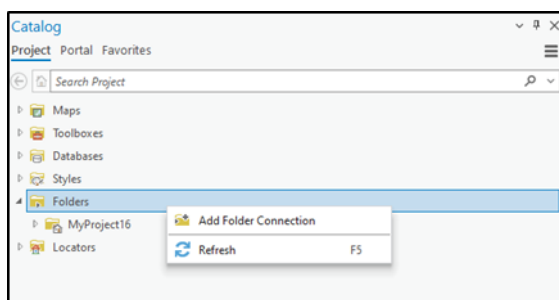 Catalog
Project Portal Favorites
Search Project
Maps
Toolboxes
Databases
Styles
Folders
Add Folder Connection
MyProject16
Refresh F5
Locators